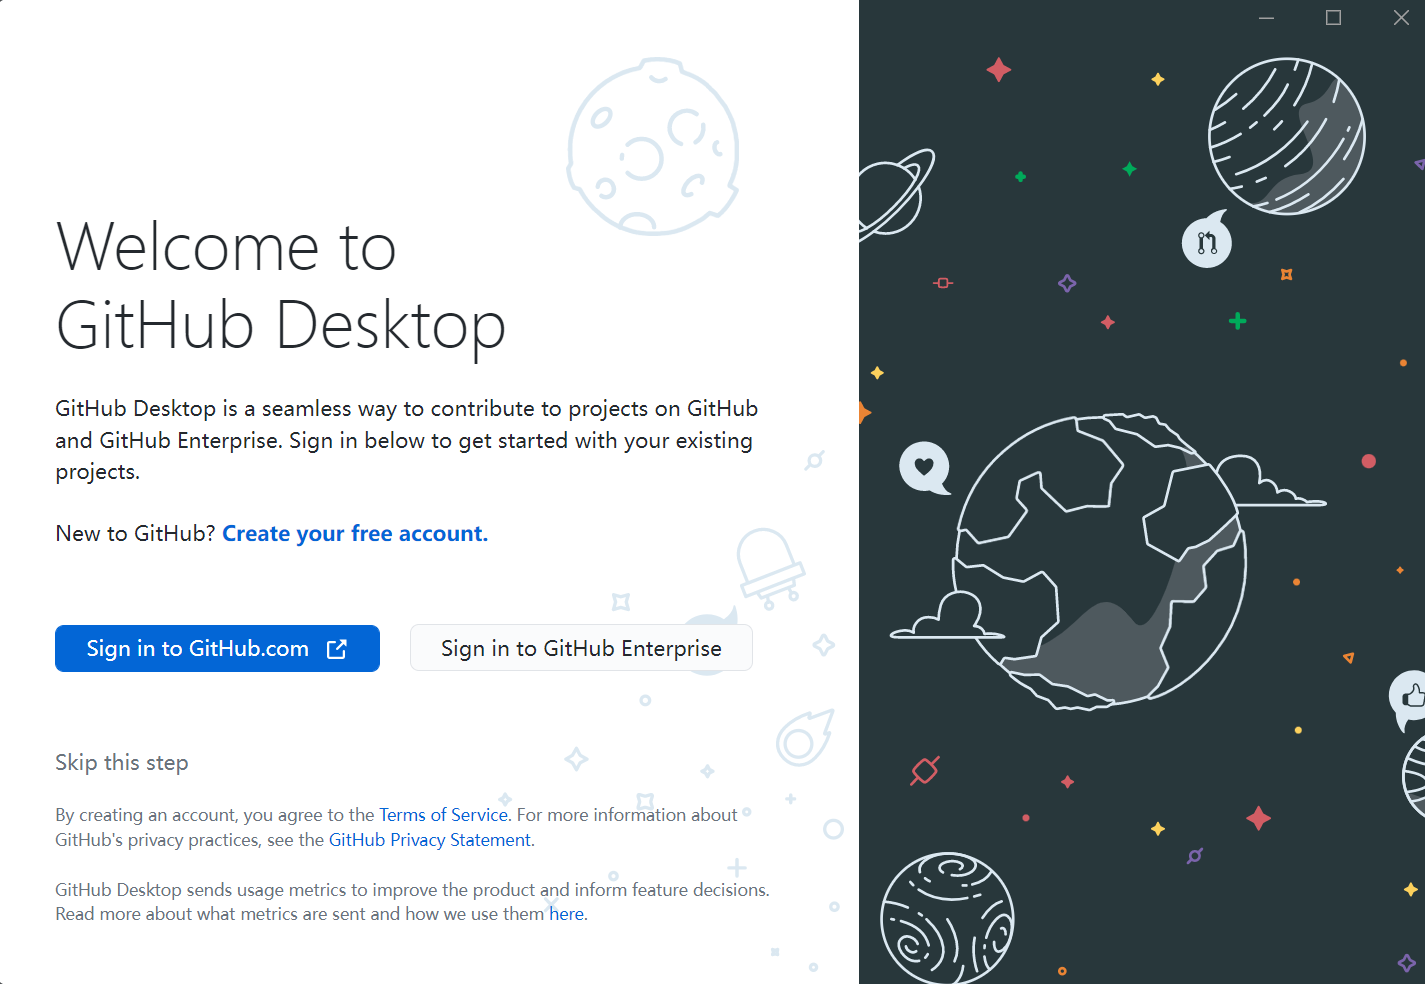 Welcome to
GitHub Desktop
GitHub Desktop is a seamless way to contribute to projects on GitHub
and GitHub Enterprise. Sign in below to get started with your existing
projects.
New to GitHub? Create your free account.
Sign in to GitHub.com
Sign in to GitHub Enterprise
Skip this step
By creating an account, you agree to the Terms of Service. For more information about
GitHub's privacy practices, see the GitHub Privacy Statement.
GitHub Desktop sends usage metrics to improve the product and inform feature decisions.
Read more about what metrics are sent and how we use them here.